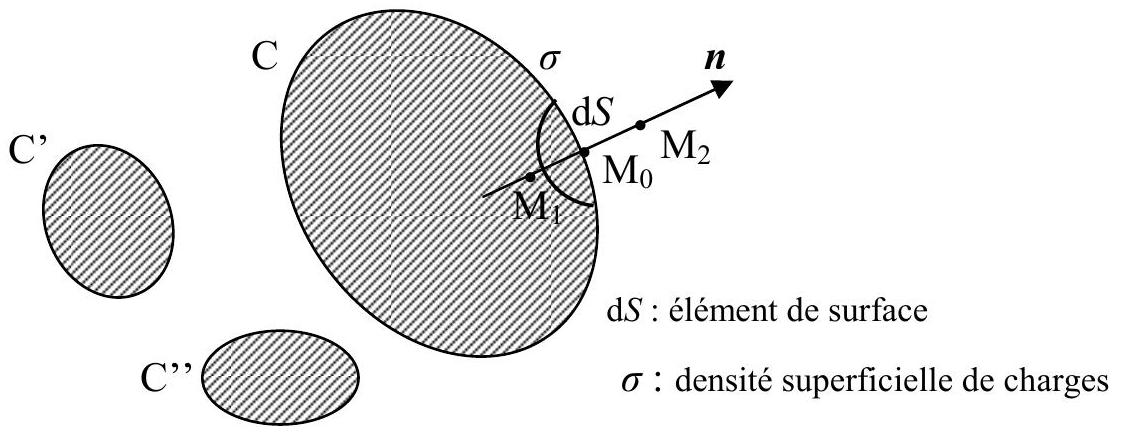 C
σ
n
dS
C’
M₂
M₀
M₁
dS : élément de surface
C’’
σ : densité superficielle de charges